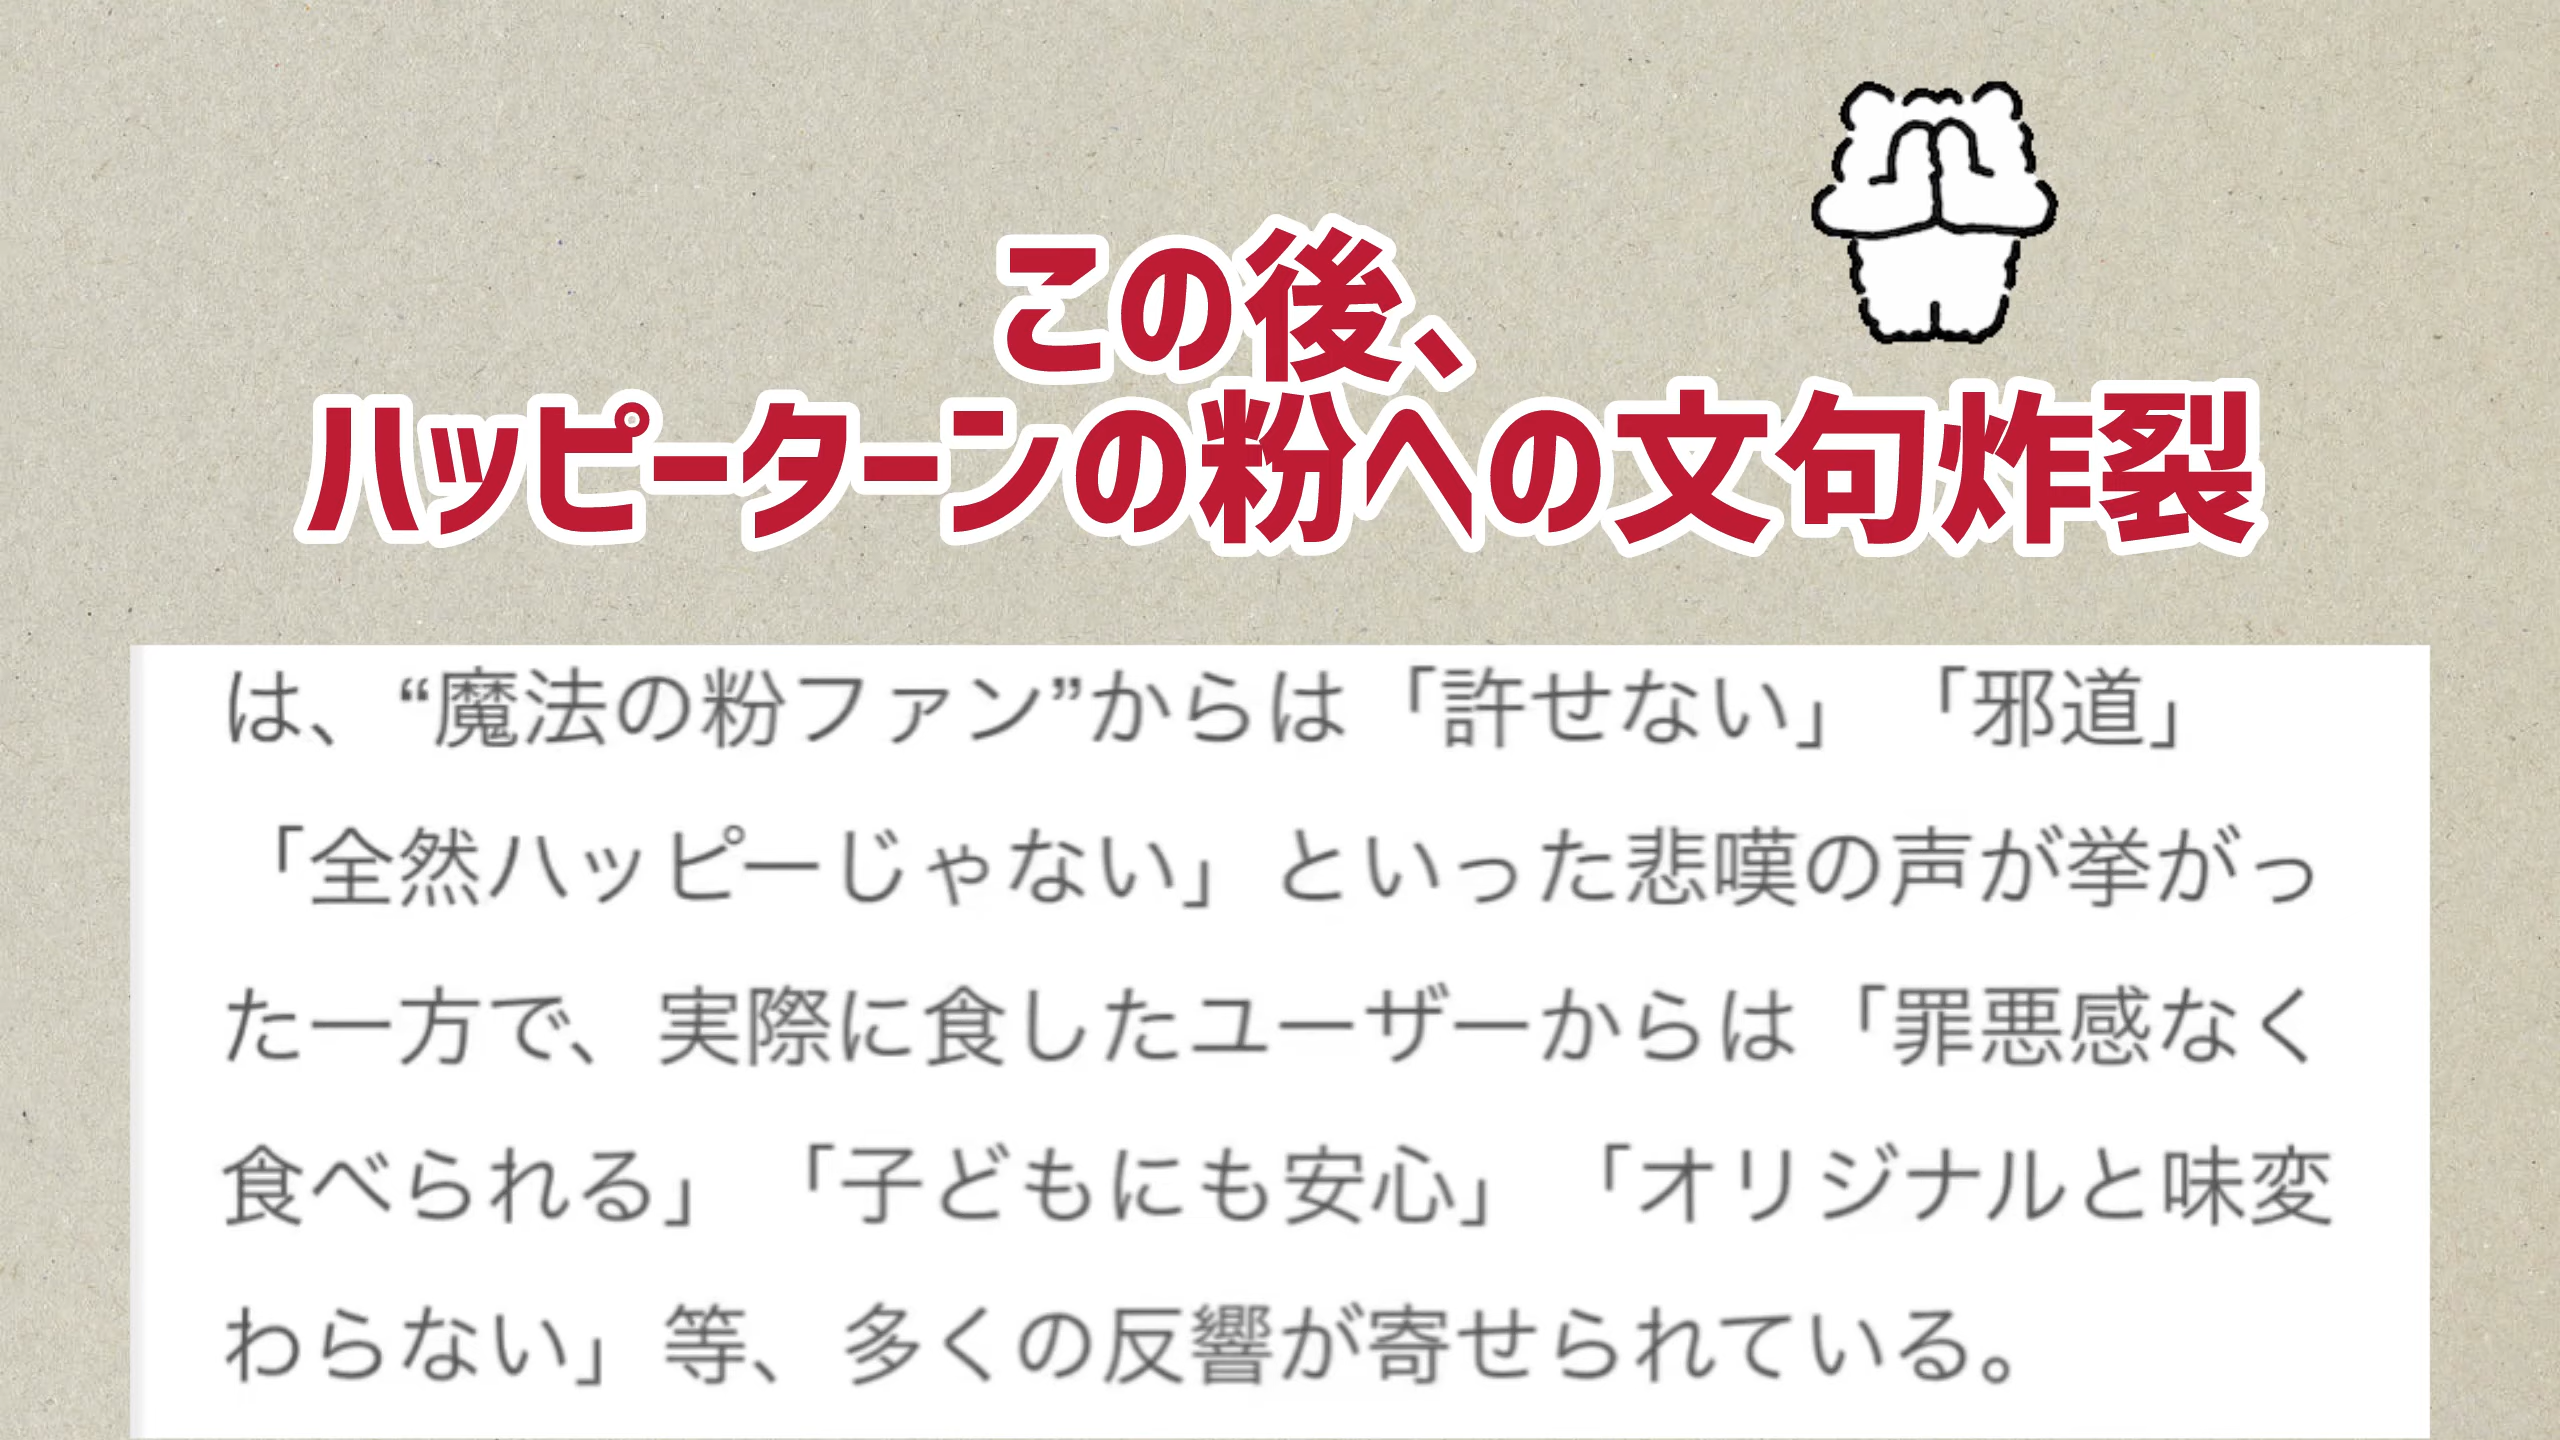 この後、
ハッピーターンの粉への文句炸裂
は、“魔法の粉ファン”からは「許せない」「邪道」
「全然ハッピーじゃない」といった悲嘆の声が挙がっ
た一方で、実際に食したユーザーからは「罪悪感なく
食べられる」「子どもにも安心」「オリジナルと味変
わらない」等、多くの反響が寄せられている。